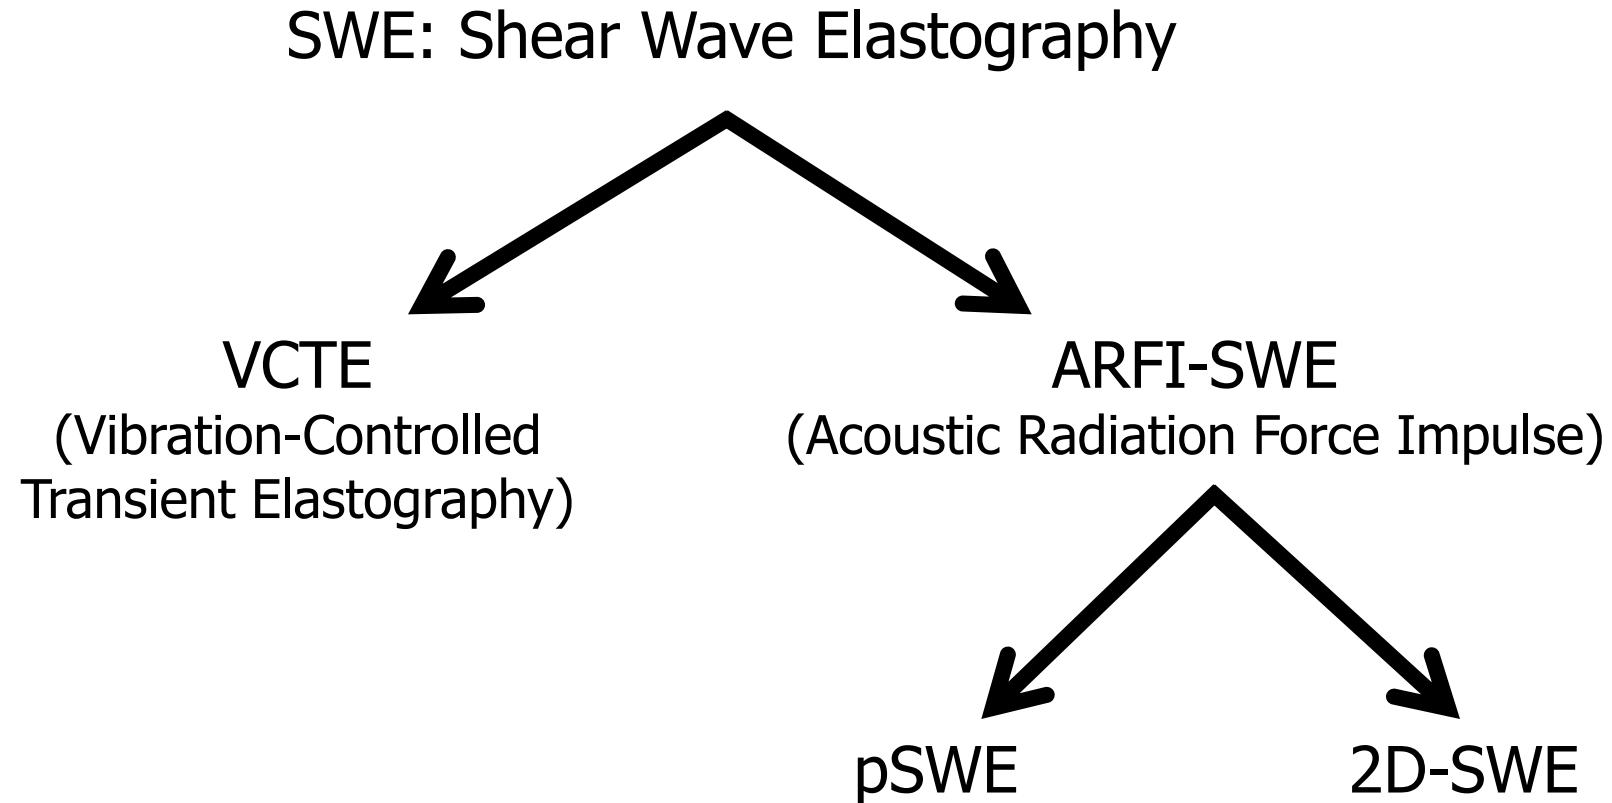 SWE: Shear Wave Elastography
VCTE
(Vibration-Controlled
Transient Elastography)
ARFI-SWE
(Acoustic Radiation Force Impulse)
pSWE
2D-SWE